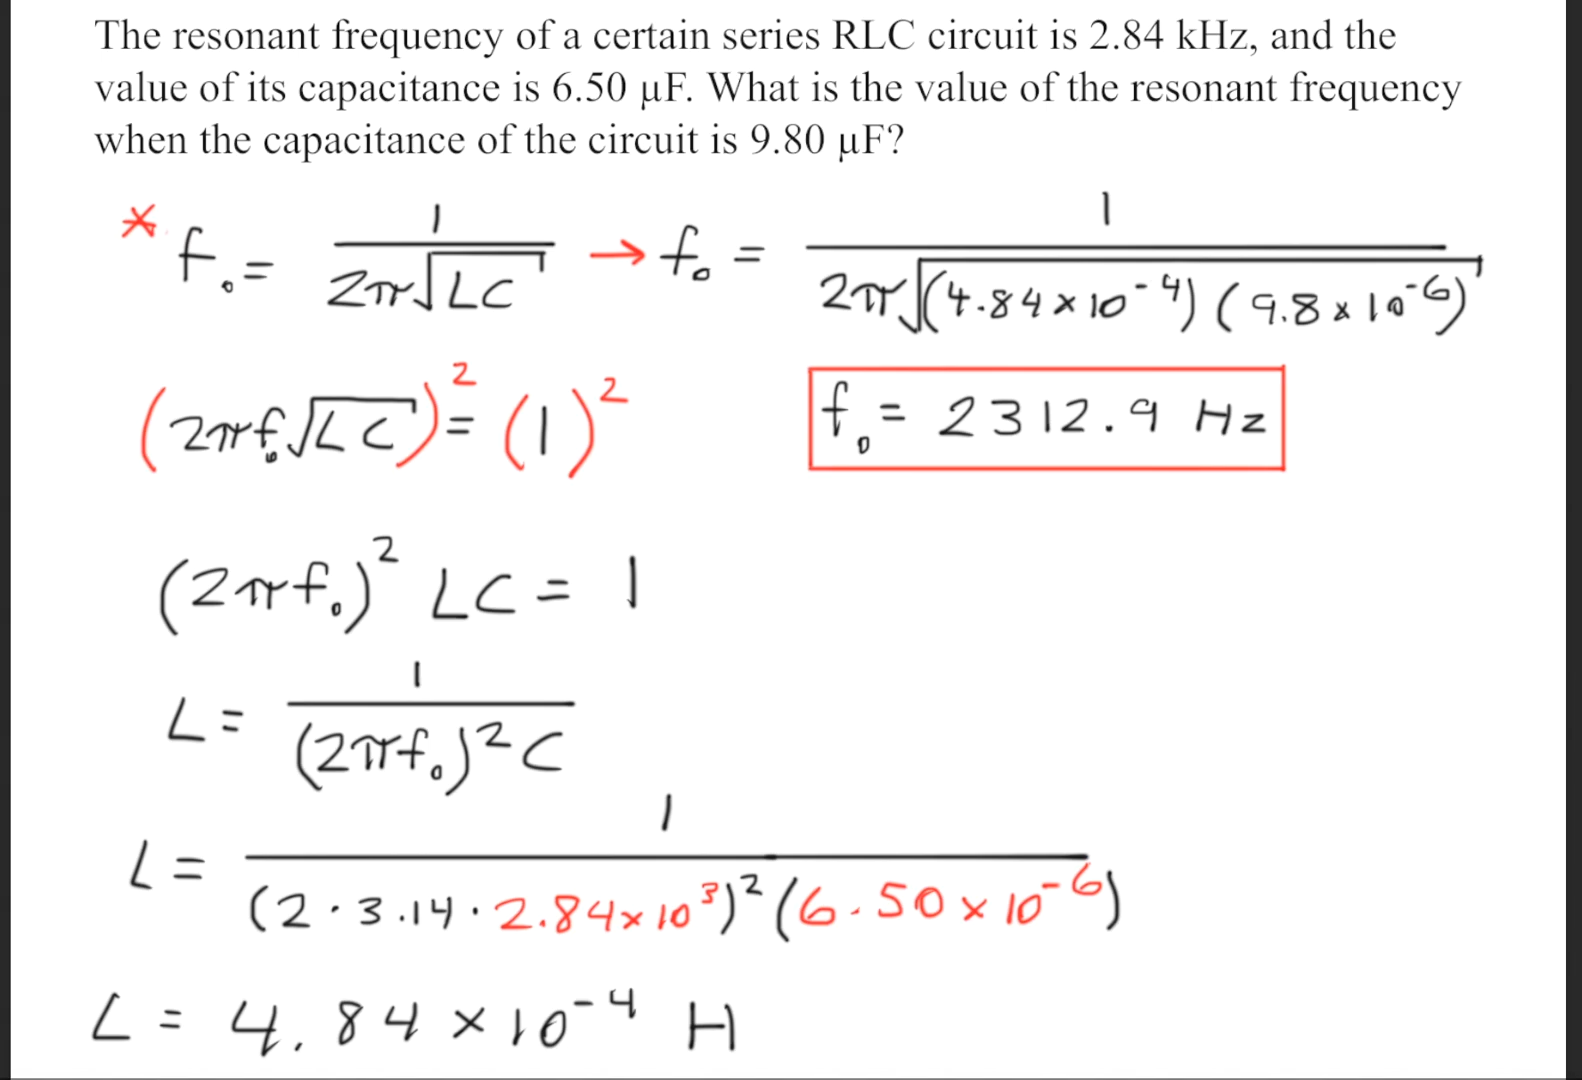 The resonant frequency of a certain series RLC circuit is 2.84 kHz, and the
value of its capacitance is 6.50 μF. What is the value of the resonant frequency
when the capacitance of the circuit is 9.80 μF?
* f₀ = 1 / (2π√(LC)) → f₀ = 1 / (2π√((4.84 × 10⁻⁴)(9.8 × 10⁻⁶)))
(2πf₀√(LC))² = (1)²
f₀ = 2312.9 Hz
(2πf₀)² LC = 1
L = 1 / ((2πf₀)² C)
L = 1 / ((2 · 3.14 · 2.84 × 10³)² (6.50 × 10⁻⁶))
L = 4.84 × 10⁻⁴ H